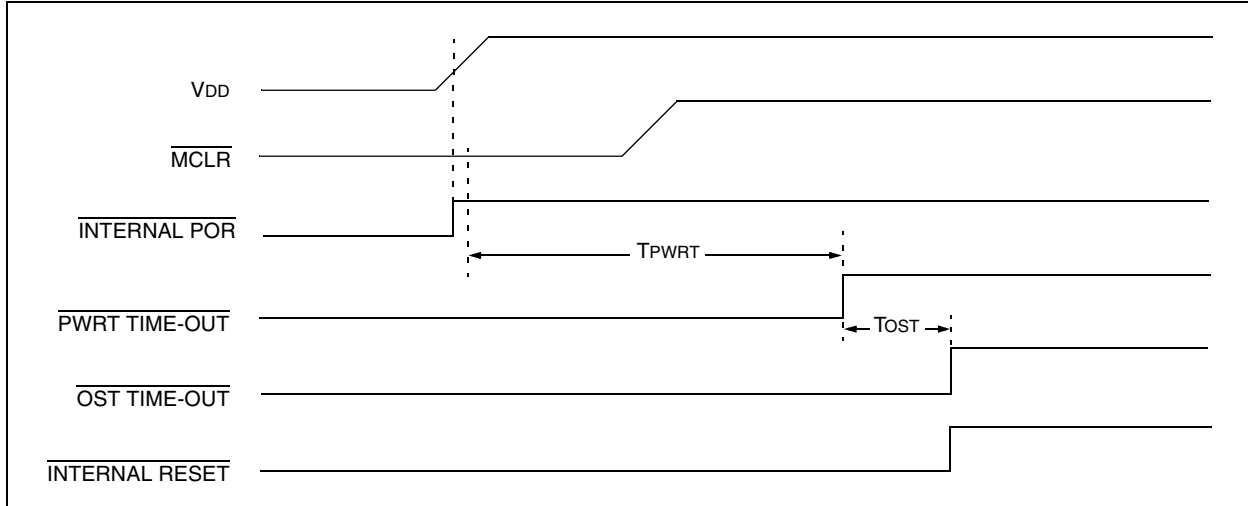 VDD
MCLR
INTERNAL POR
TPWRT
PWRT TIME-OUT
TOST
OST TIME-OUT
INTERNAL RESET